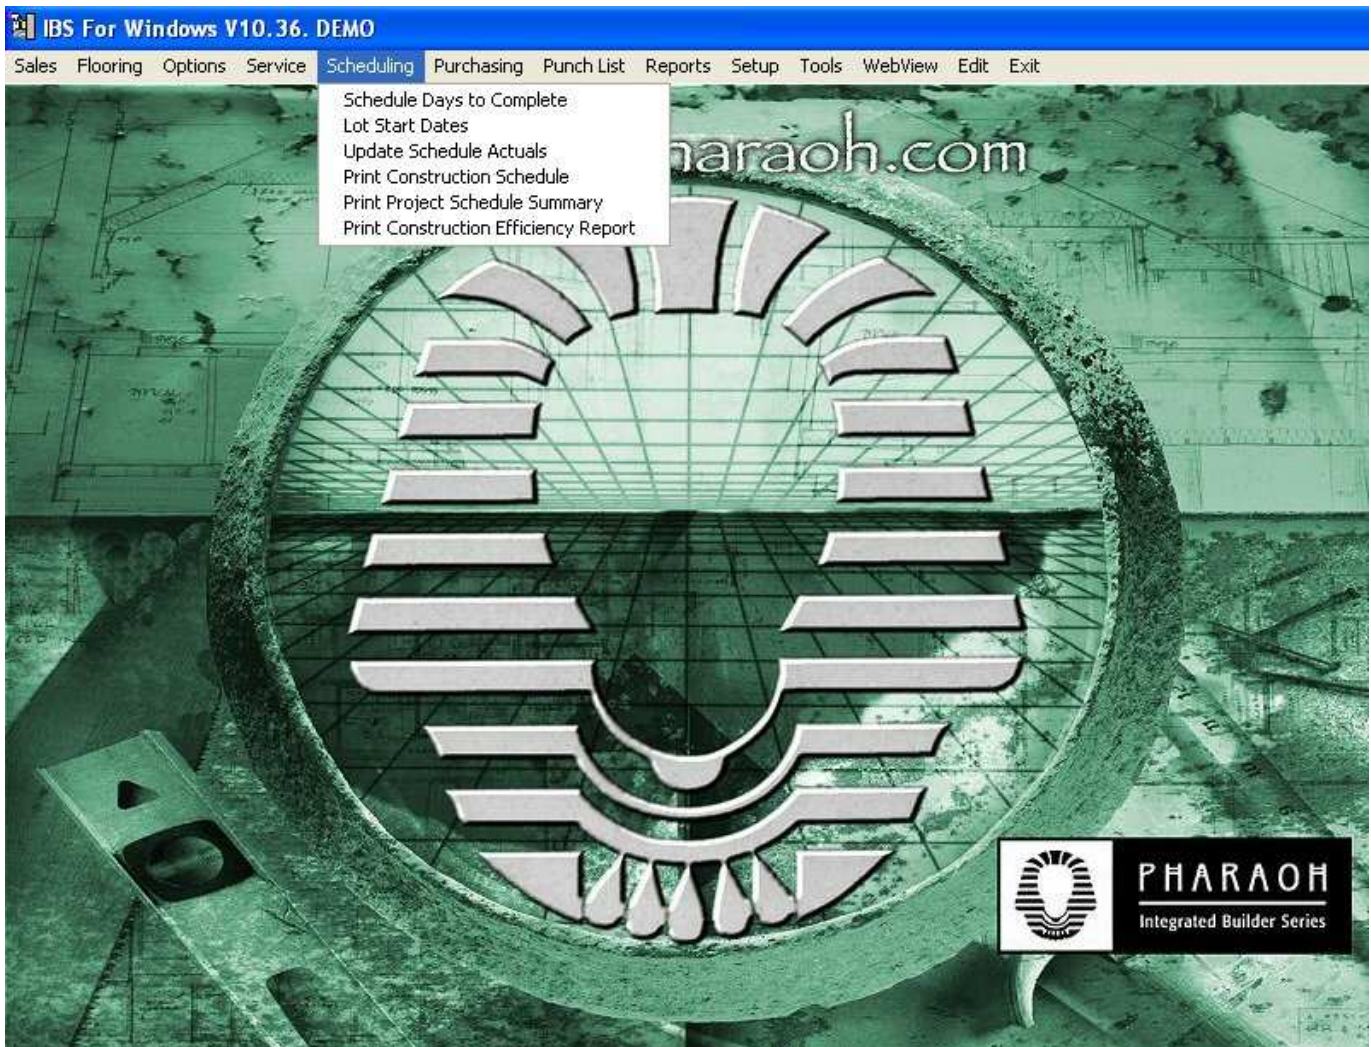 IBS For Windows V10.36. DEMO
Sales Flooring Options Service Scheduling Purchasing Punch List Reports Setup Tools WebView Edit Exit
Schedule Days to Complete
Lot Start Dates
Update Schedule Actuals
Print Construction Schedule
Print Project Schedule Summary
Print Construction Efficiency Report
haraoh.com
PHARAOH
Integrated Builder Series